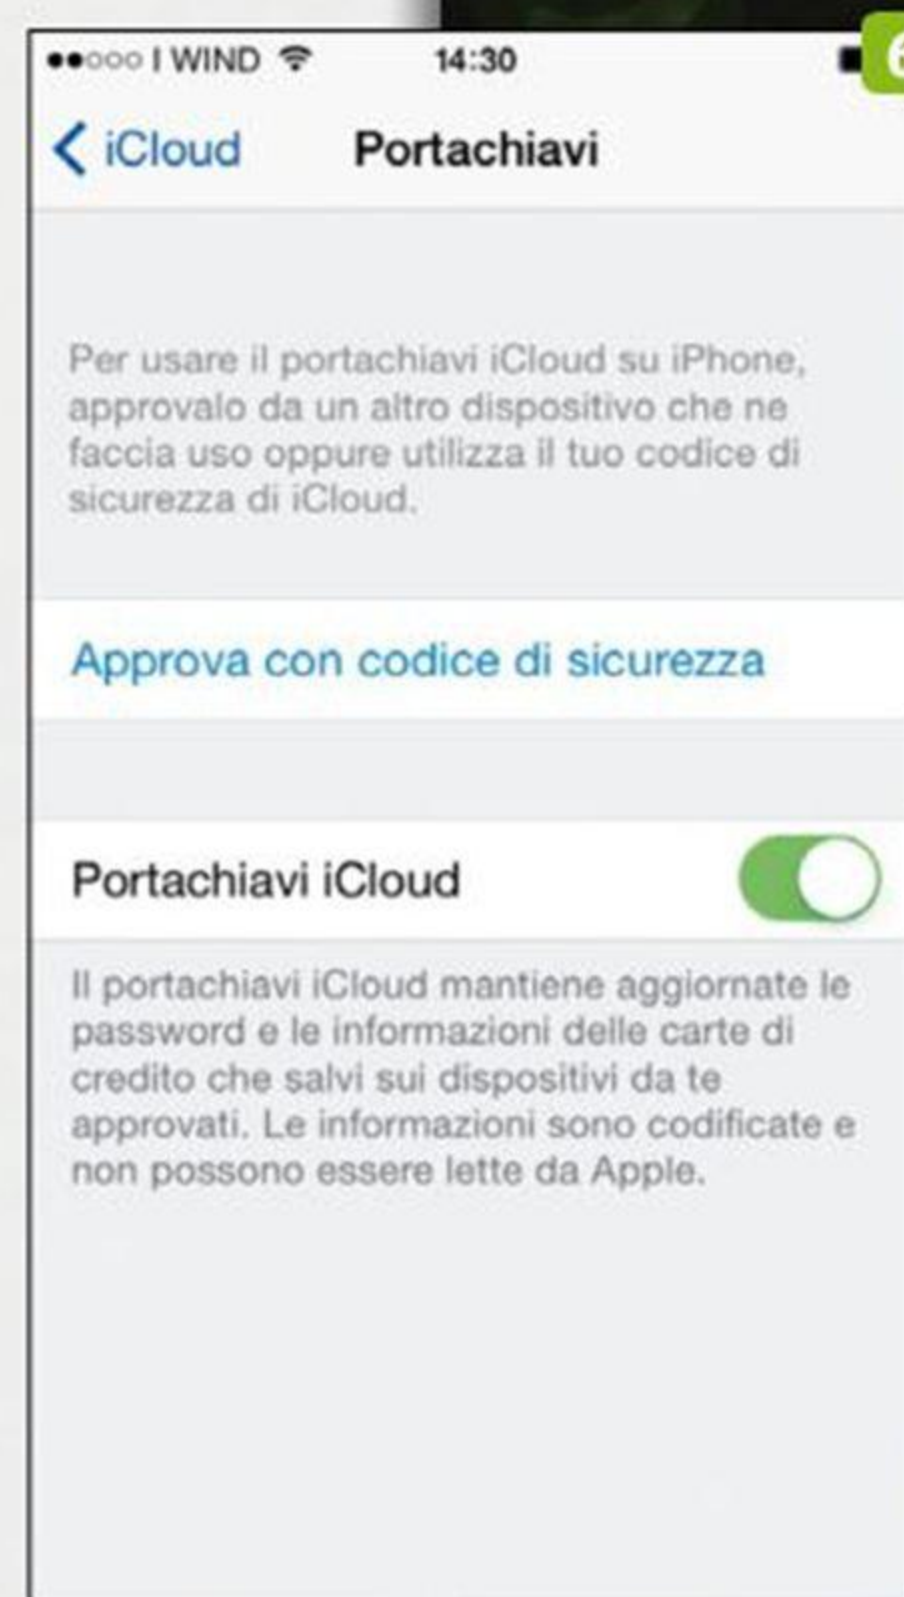 I WIND 14:30
iCloud Portachiavi
Per usare il portachiavi iCloud su iPhone,
approvalo da un altro dispositivo che ne
faccia uso oppure utilizza il tuo codice di
sicurezza di iCloud.
Approva con codice di sicurezza
Portachiavi iCloud
Il portachiavi iCloud mantiene aggiornate le
password e le informazioni delle carte di
credito che salvi sui dispositivi da te
approvati. Le informazioni sono codificate e
non possono essere lette da Apple.